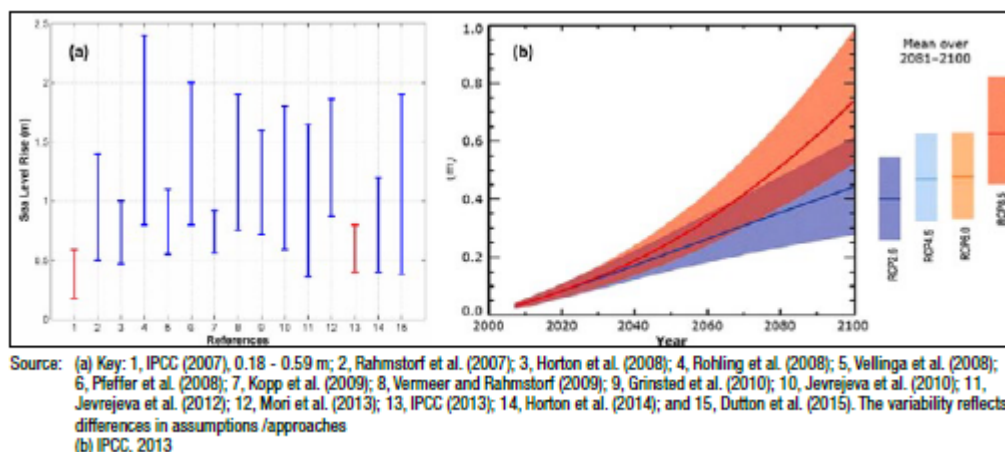 2.5
2
1.5
1
0.5
0
Sea Level Rise (m)
(a)
1 2 3 4 5 6 7 8 9 10 11 12 13 14
References
1.0
0.8
0.6
0.4
0.2
0.0
(m)
(b)
2000 2020 2040 2060 2080 2100
Year
Mean over
2081–2100
RCP2.6
RCP4.5
RCP6.0
RCP8.5
Source: (a) Key: 1, IPCC (2007), 0.18 - 0.59 m; 2, Rahmstorf et al. (2007); 3, Horton et al. (2008); 4, Rohling et al. (2008); 5, Vellinga et al. (2008);
6, Pfeffer et al. (2008); 7, Kopp et al. (2009); 8, Vermeer and Rahmstorf (2009); 9, Grinsted et al. (2010); 10, Jevrejeva et al. (2010); 11,
Jevrejeva et al. (2012); 12, Mori et al. (2013); 13, IPCC (2013); 14, Horton et al. (2014); and 15, Dutton et al. (2015). The variability reflects
differences in assumptions /approaches
(b) IPCC, 2013